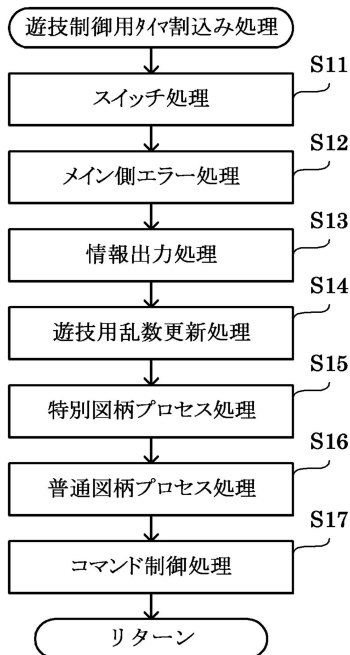 遊技制御用ﾀｲﾏ割込み処理
S11
スイッチ処理
S12
メイン側エラー処理
S13
情報出力処理
S14
遊技用乱数更新処理
S15
特別図柄プロセス処理
S16
普通図柄プロセス処理
S17
コマンド制御処理
リターン